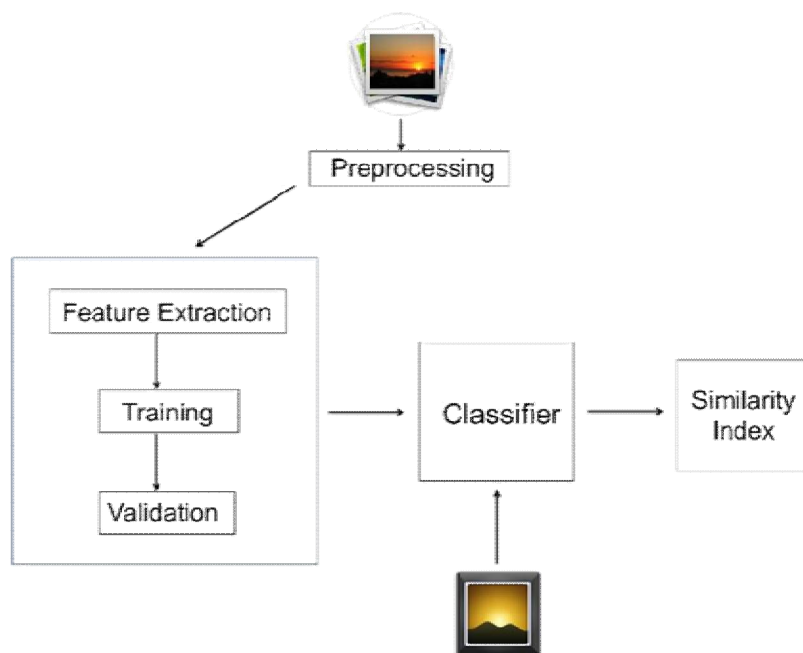 Preprocessing
Feature Extraction
Training
Validation
Classifier
Similarity
Index